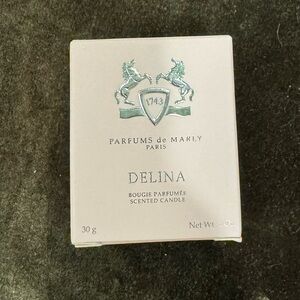 1743
PARFUMS de MARLY
PARIS
DELINA
BOUGIE PARFUMÉE
SCENTED CANDLE
30 g
Net Wt.